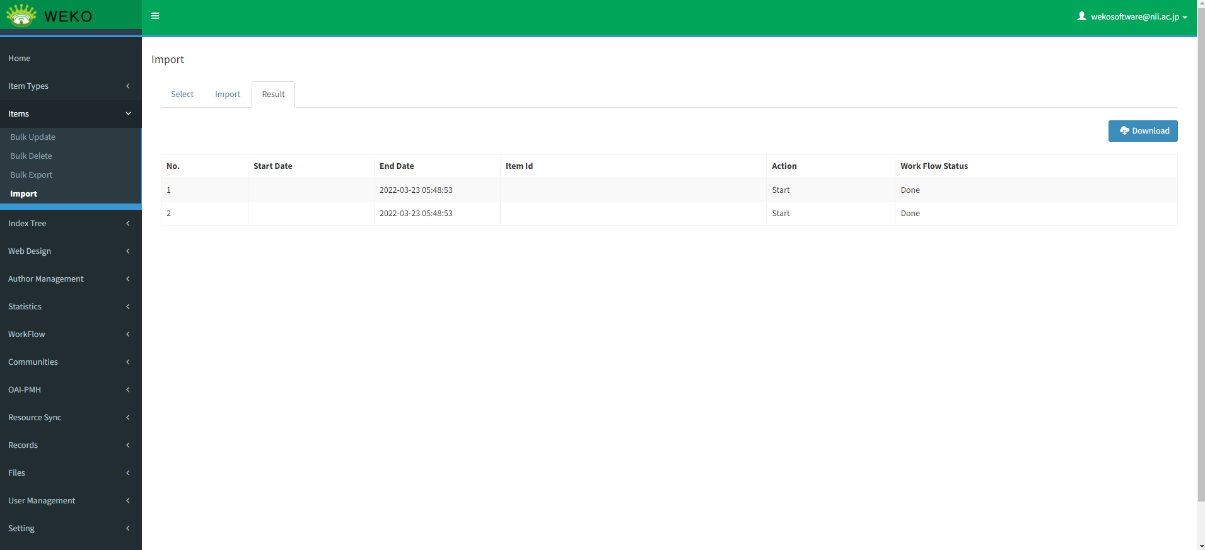 WEKO
wekosoftware@nii.ac.jp
Home
Item Types
Items
Bulk Update
Bulk Delete
Bulk Export
Import
Index Tree
Web Design
Author Management
Statistics
WorkFlow
Communities
OAI-PMH
Resource Sync
Records
Files
User Management
Setting
Import
Select Import Result
Download
No. Start Date End Date Item Id Action Work Flow Status
1 2022-03-23 05:48:53 Start Done
2 2022-03-23 05:48:53 Start Done